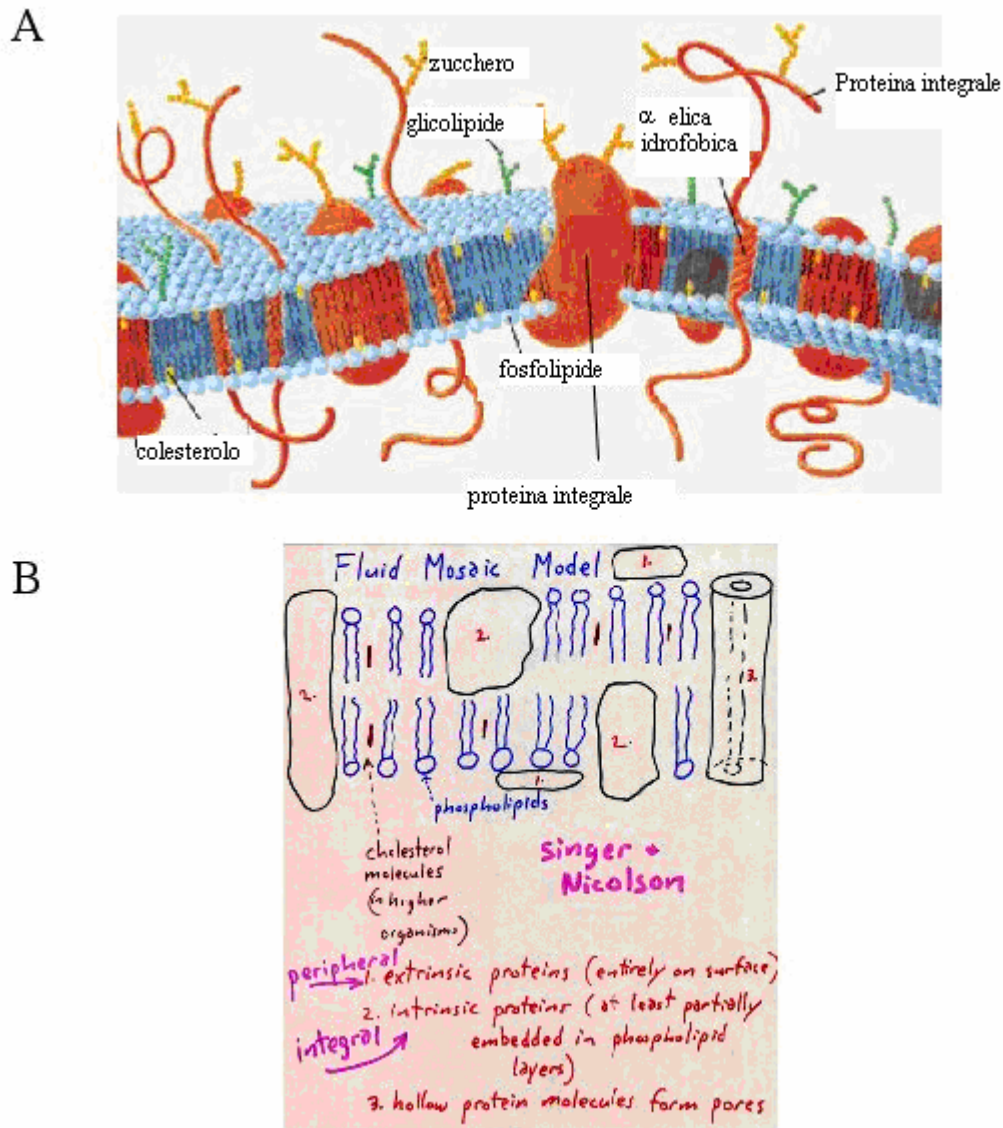 A
zucchero
Proteina integrale
glicolipide
α elica
idrofobica
fosfolipide
colesterolo
proteina integrale
B
Fluid Mosaic Model
1.
2.
2.
3.
2.
1.
phospholipids
cholesterol
molecules
(in higher
organisms)
Singer +
Nicolson
peripheral
1. extrinsic proteins (entirely on surface)
2. intrinsic proteins (at least partially
integral
embedded in phospholipid
layers)
3. hollow protein molecules form pores